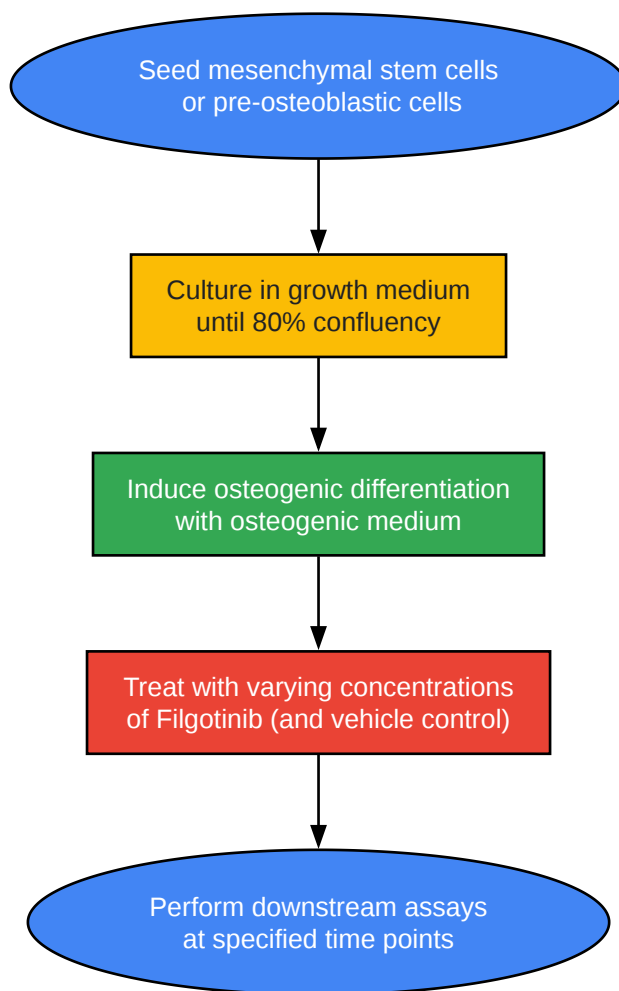 Seed mesenchymal stem cells
or pre-osteoblastic cells
Culture in growth medium
until 80% confluency
Induce osteogenic differentiation
with osteogenic medium
Treat with varying concentrations
of Filgotinib (and vehicle control)
Perform downstream assays
at specified time points